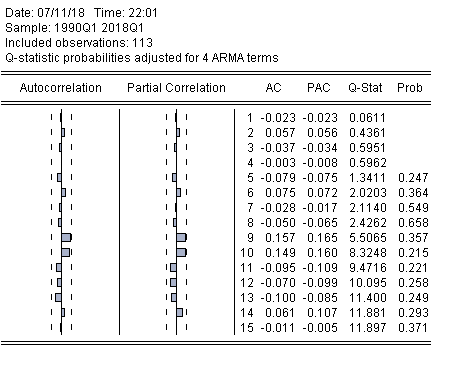 Date: 07/11/18 Time: 22:01
Sample: 1990Q1 2018Q1
Included observations: 113
Q-statistic probabilities adjusted for 4 ARMA terms
Autocorrelation Partial Correlation AC PAC Q-Stat Prob
1 -0.023 -0.023 0.0611
2 0.057 0.056 0.4361
3 -0.037 -0.034 0.5951
4 -0.003 -0.008 0.5962
5 -0.079 -0.075 1.3411 0.247
6 0.075 0.072 2.0203 0.364
7 -0.028 -0.017 2.1140 0.549
8 -0.050 -0.065 2.4262 0.658
9 0.157 0.165 5.5065 0.357
10 0.149 0.160 8.3248 0.215
11 -0.095 -0.109 9.4716 0.221
12 -0.070 -0.099 10.095 0.258
13 -0.100 -0.085 11.400 0.249
14 0.061 0.107 11.881 0.293
15 -0.011 -0.005 11.897 0.371